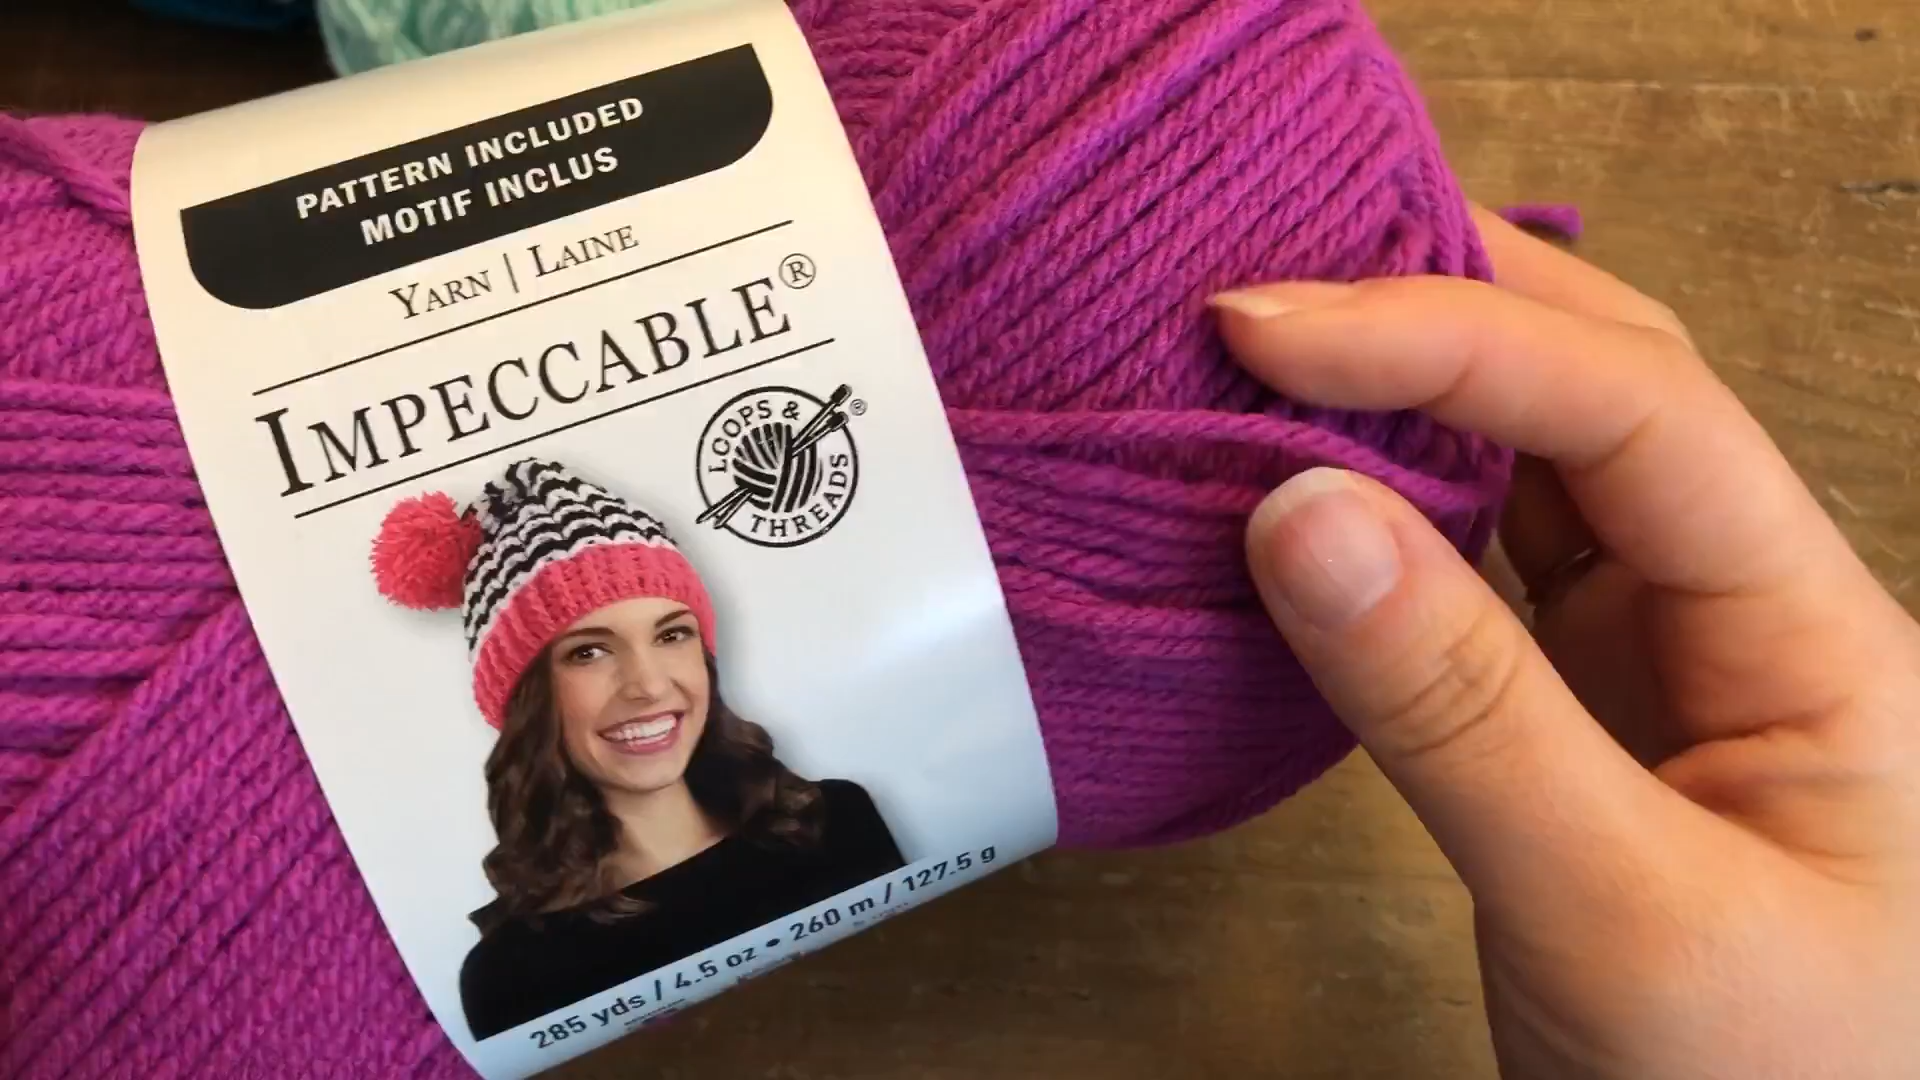 PATTERN INCLUDED
MOTIF INCLUS
YARN | LAINE
IMPECCABLE®
LOOPS &
THREADS®
285 yds / 4.5 oz • 260 m / 127.5 g